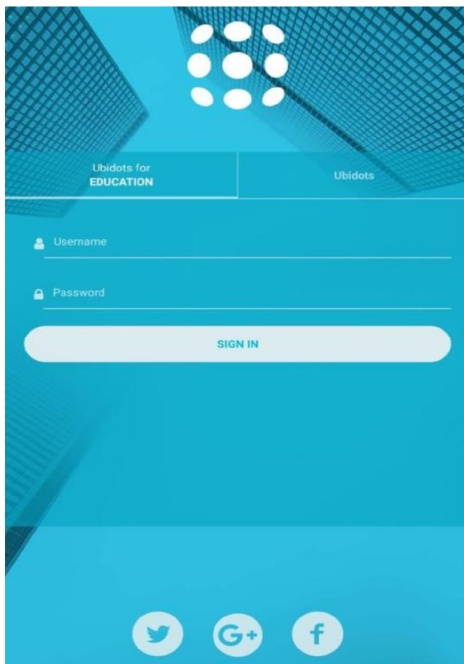 Ubidots for
EDUCATION
Ubidots
Username
Password
SIGN IN
G+
f